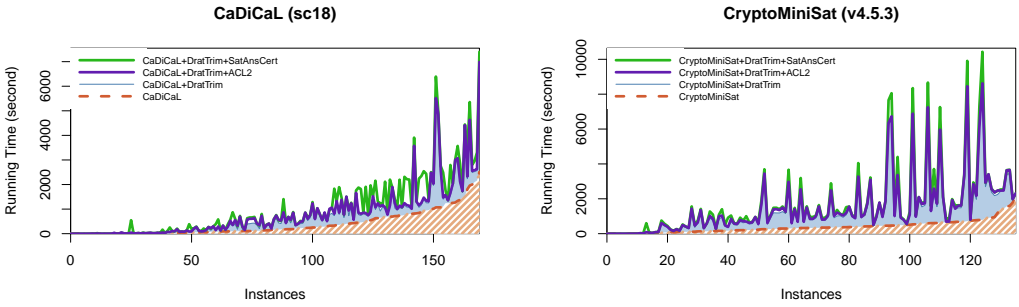 CaDiCaL (sc18)
CaDiCaL+DratTrim+SatAnsCert
CaDiCaL+DratTrim+ACL2
CaDiCaL+DratTrim
CaDiCaL
Running Time (second)
0
2000
4000
6000
0
50
100
150
Instances
CryptoMiniSat (v4.5.3)
CryptoMiniSat+DratTrim+SatAnsCert
CryptoMiniSat+DratTrim+ACL2
CryptoMiniSat+DratTrim
CryptoMiniSat
Running Time (second)
0
2000
6000
10000
0
20
40
60
80
100
120
Instances